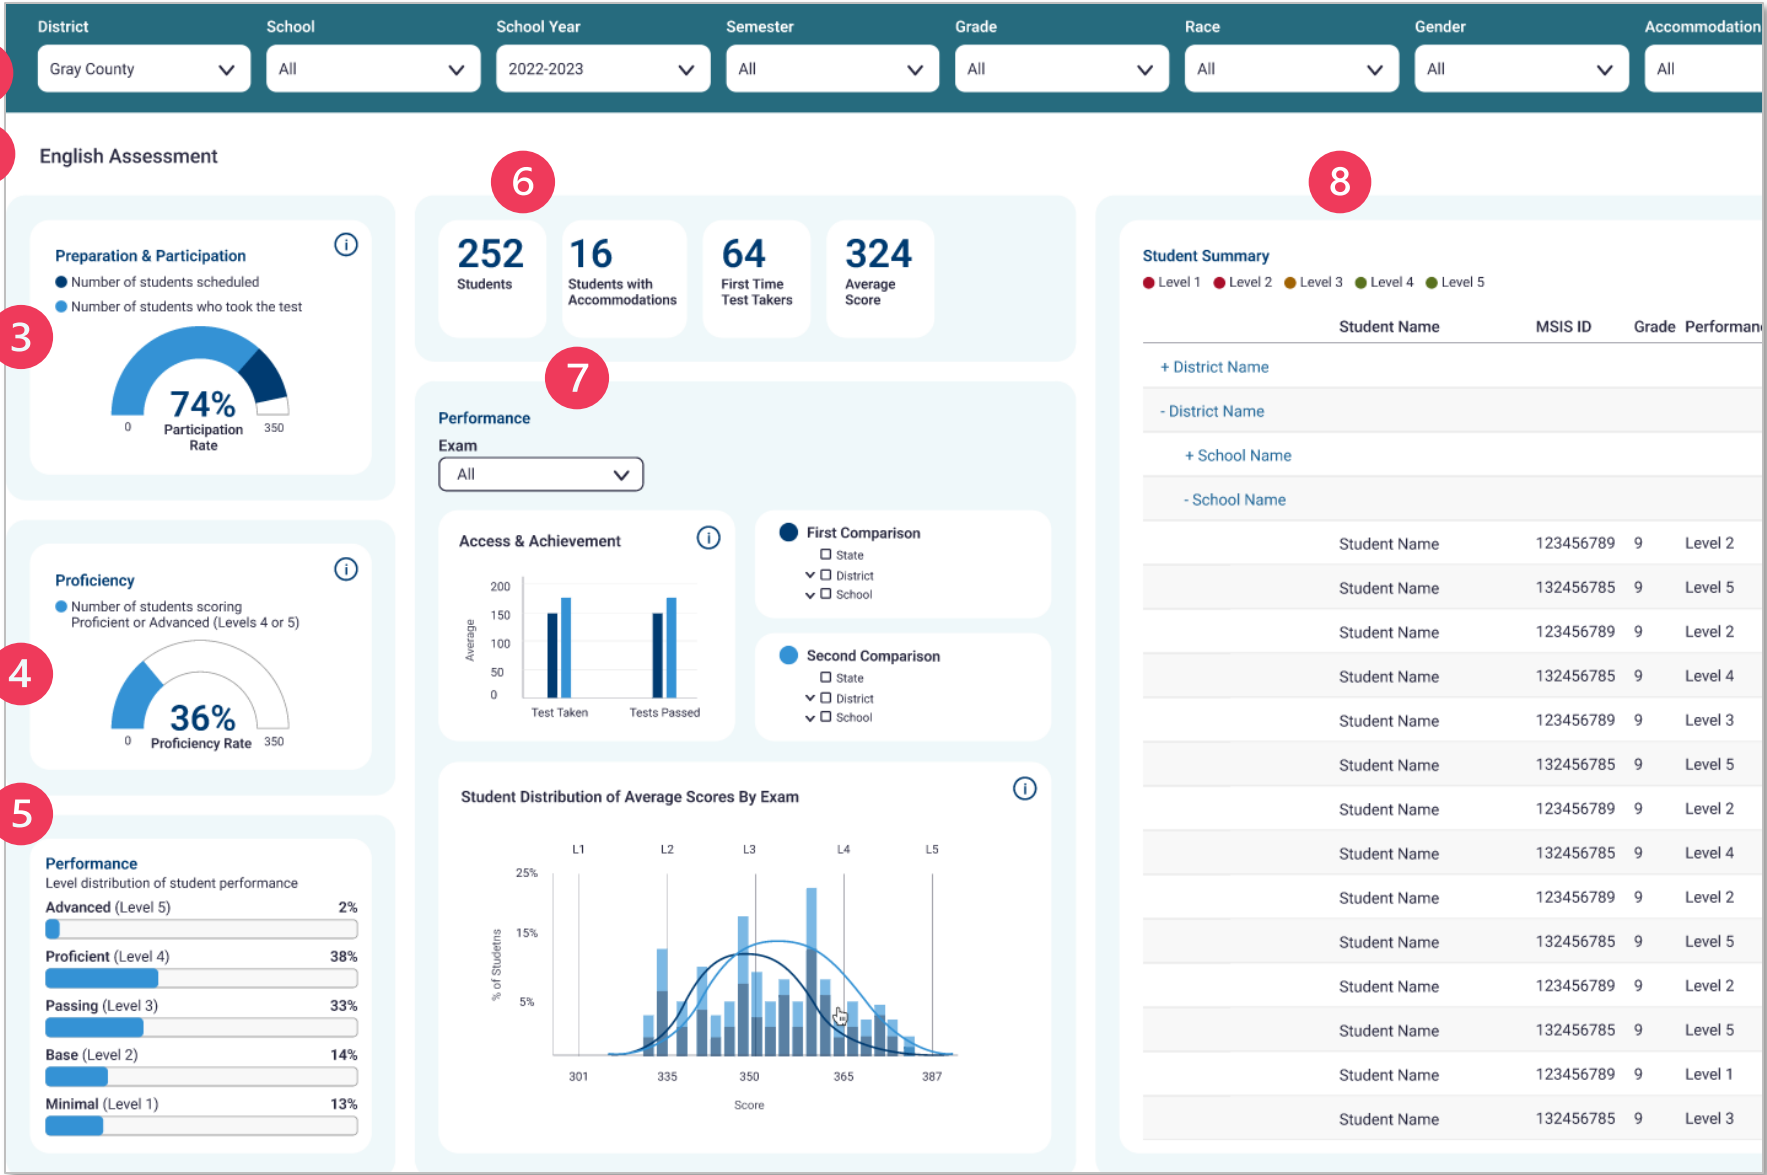 District School School Year Semester Grade Race Gender Accommodation
Gray County All 2022-2023 All All All All All
English Assessment
3
Preparation & Participation
Number of students scheduled
Number of students who took the test
74%
0 Participation 350
Rate
4
Proficiency
Number of students scoring
Proficient or Advanced (Levels 4 or 5)
36%
0 Proficiency Rate 350
5
Performance
Level distribution of student performance
Advanced (Level 5) 2%
Proficient (Level 4) 38%
Passing (Level 3) 33%
Base (Level 2) 14%
Minimal (Level 1) 13%
6
252
Students
16
Students with
Accommodations
64
First Time
Test Takers
324
Average
Score
7
Performance
Exam
All
Access & Achievement
Average
200
150
100
50
0
Test Taken Tests Passed
First Comparison
State
District
School
Second Comparison
State
District
School
Student Distribution of Average Scores By Exam
L1 L2 L3 L4 L5
25%
15%
5%
% of Studetns
301 335 350 365 387
Score
8
Student Summary
Level 1 Level 2 Level 3 Level 4 Level 5
Student Name MSIS ID Grade Performan
+ District Name
- District Name
+ School Name
- School Name
Student Name 123456789 9 Level 2
Student Name 132456785 9 Level 5
Student Name 123456789 9 Level 2
Student Name 132456785 9 Level 4
Student Name 123456789 9 Level 3
Student Name 132456785 9 Level 5
Student Name 123456789 9 Level 2
Student Name 132456785 9 Level 4
Student Name 123456789 9 Level 2
Student Name 132456785 9 Level 5
Student Name 123456789 9 Level 2
Student Name 132456785 9 Level 5
Student Name 123456789 9 Level 1
Student Name 132456785 9 Level 3